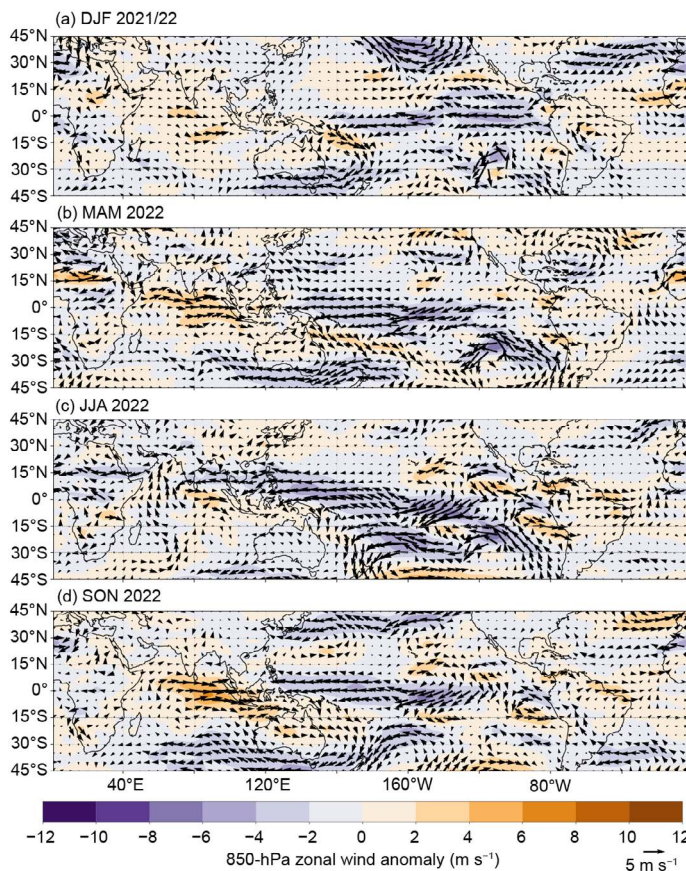 (a) DJF 2021/22
45°N
30°N
15°N
0°
15°S
30°S
45°S
(b) MAM 2022
45°N
30°N
15°N
0°
15°S
30°S
45°S
(c) JJA 2022
45°N
30°N
15°N
0°
15°S
30°S
45°S
(d) SON 2022
45°N
30°N
15°N
0°
15°S
30°S
45°S
40°E 120°E 160°W 80°W
−12 −10 −8 −6 −4 −2 0 2 4 6 8 10 12
850-hPa zonal wind anomaly (m s⁻¹)
5 m s⁻¹